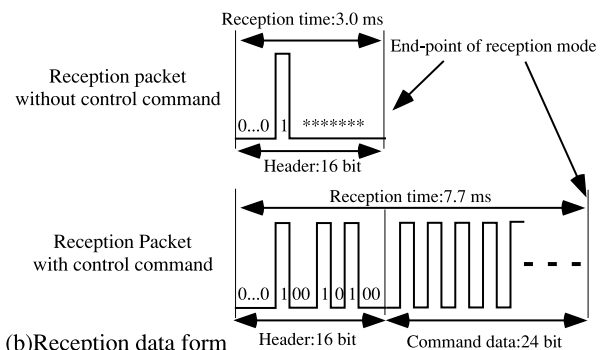 Reception time:3.0 ms
End-point of reception mode
Reception packet
without control command
0...0 1 *******
Header:16 bit
Reception time:7.7 ms
Reception Packet
with control command
0...0 1 00 1 0 1 00
(b)Reception data form
Header:16 bit
Command data:24 bit